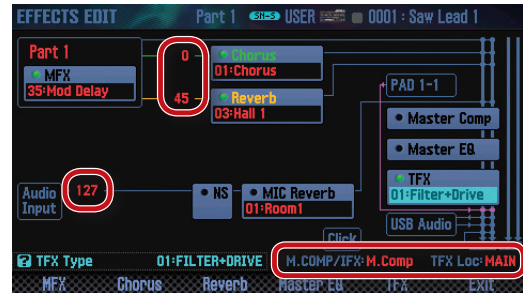 EFFECTS EDIT Part 1 SN-S USER 0001 : Saw Lead 1
Part 1
MFX
35:Mod Delay
0
Chorus
01:Chorus
45
Reverb
03:Hall 1
PAD 1-1
Master Comp
Master EQ
TFX
01:Filter+Drive
Audio
Input
127
NS
MIC Reverb
01:Room1
USB Audio
Click
TFX Type 01:FILTER+DRIVE M.COMP/IFX:M.Comp TFX Loc:MAIN
MFX Chorus Reverb Master EQ TFX Exit